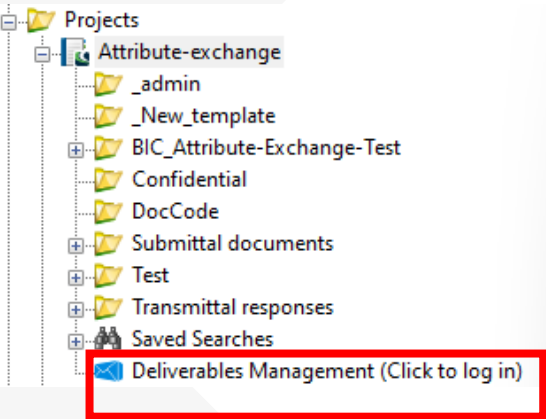 Projects
Attribute-exchange
_admin
_New_template
BIC_Attribute-Exchange-Test
Confidential
DocCode
Submittal documents
Test
Transmittal responses
Saved Searches
Deliverables Management (Click to log in)